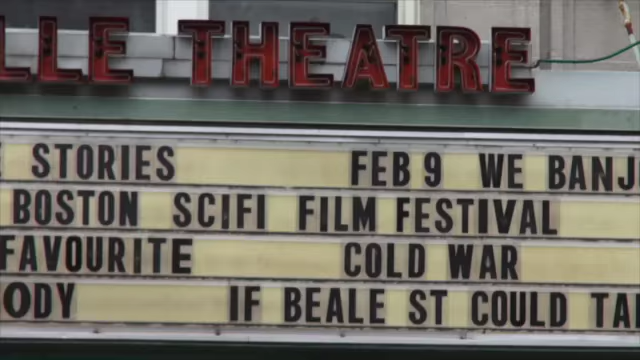 LLE THEATRE
STORIES FEB 9 WE BANJ
BOSTON SCIFI FILM FESTIVAL
FAVOURITE COLD WAR
ODY IF BEALE ST COULD TA